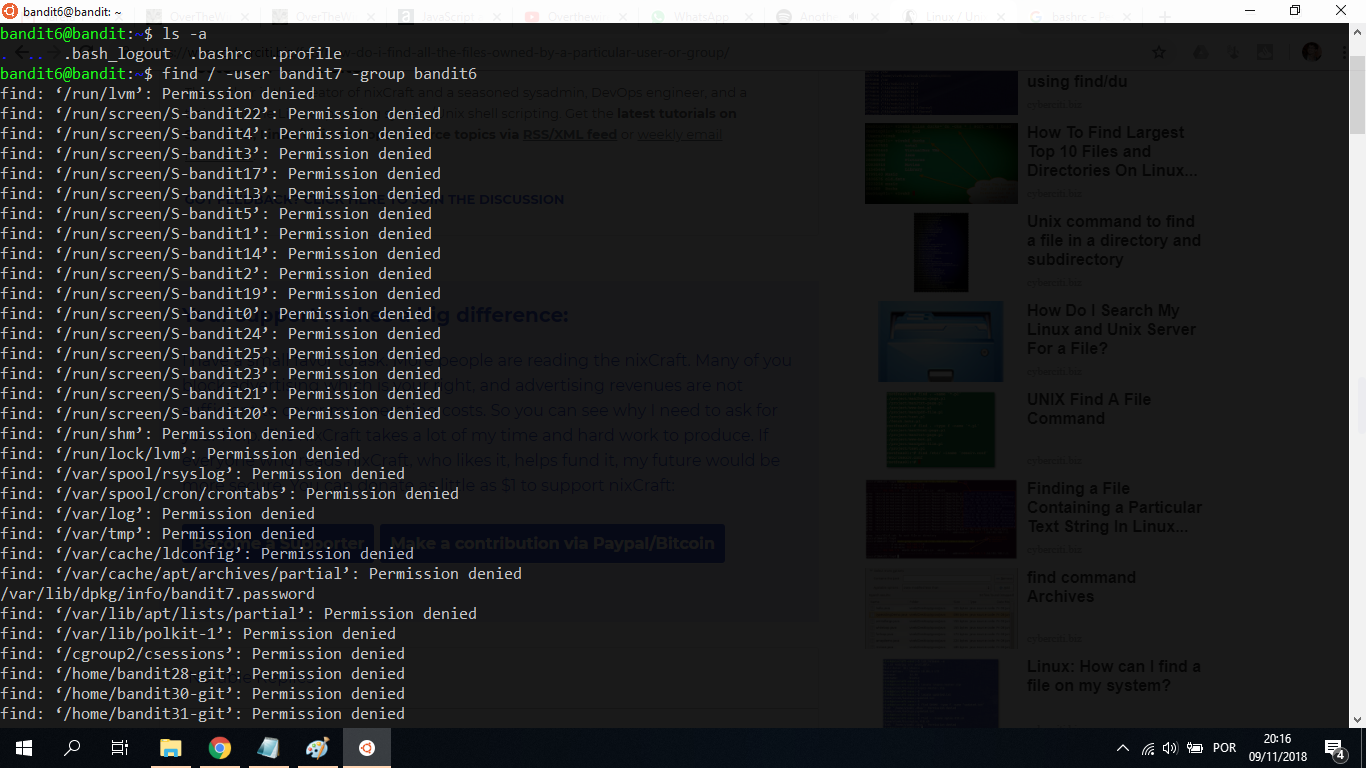 bandit6@bandit: ~
bandit6@bandit:~$ ls -a
.  ..  .bash_logout  .bashrc  .profile
bandit6@bandit:~$ find / -user bandit7 -group bandit6
find: ‘/run/lvm’: Permission denied
find: ‘/run/screen/S-bandit22’: Permission denied
find: ‘/run/screen/S-bandit4’: Permission denied
find: ‘/run/screen/S-bandit3’: Permission denied
find: ‘/run/screen/S-bandit17’: Permission denied
find: ‘/run/screen/S-bandit13’: Permission denied
find: ‘/run/screen/S-bandit5’: Permission denied
find: ‘/run/screen/S-bandit1’: Permission denied
find: ‘/run/screen/S-bandit14’: Permission denied
find: ‘/run/screen/S-bandit2’: Permission denied
find: ‘/run/screen/S-bandit19’: Permission denied
find: ‘/run/screen/S-bandit0’: Permission denied
find: ‘/run/screen/S-bandit24’: Permission denied
find: ‘/run/screen/S-bandit25’: Permission denied
find: ‘/run/screen/S-bandit23’: Permission denied
find: ‘/run/screen/S-bandit21’: Permission denied
find: ‘/run/screen/S-bandit20’: Permission denied
find: ‘/run/shm’: Permission denied
find: ‘/run/lock/lvm’: Permission denied
find: ‘/var/spool/rsyslog’: Permission denied
find: ‘/var/spool/cron/crontabs’: Permission denied
find: ‘/var/log’: Permission denied
find: ‘/var/tmp’: Permission denied
find: ‘/var/cache/ldconfig’: Permission denied
find: ‘/var/cache/apt/archives/partial’: Permission denied
/var/lib/dpkg/info/bandit7.password
find: ‘/var/lib/apt/lists/partial’: Permission denied
find: ‘/var/lib/polkit-1’: Permission denied
find: ‘/cgroup2/csessions’: Permission denied
find: ‘/home/bandit28-git’: Permission denied
find: ‘/home/bandit30-git’: Permission denied
find: ‘/home/bandit31-git’: Permission denied
using find/du
How To Find Largest
Top 10 Files and
Directories On Linux...
Unix command to find
a file in a directory and
subdirectory
How Do I Search My
Linux and Unix Server
For a File?
UNIX Find A File
Command
Finding a File
Containing a Particular
Text String In Linux...
find command
Archives
Linux: How can I find a
file on my system?
Make a contribution via Paypal/Bitcoin
POR
20:16
09/11/2018
4